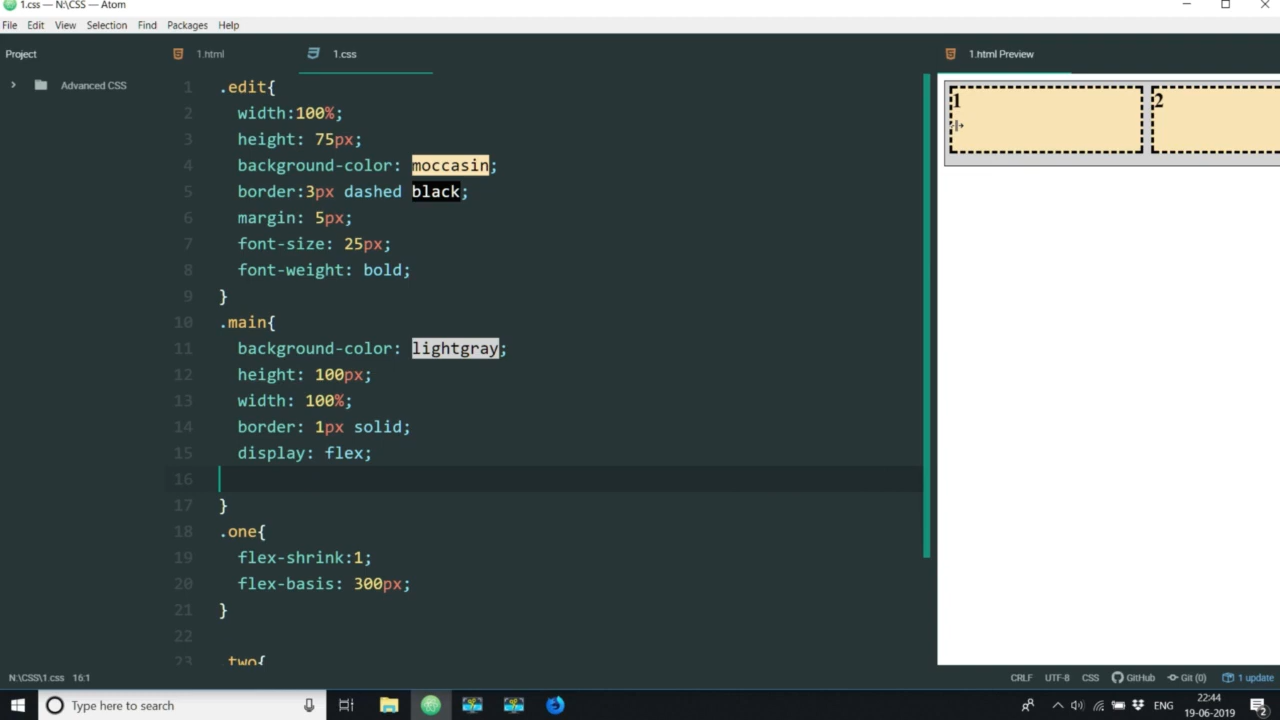 1.css — N:\CSS — Atom
File Edit View Selection Find Packages Help
Project
1.html
1.css
1.html Preview
Advanced CSS
1 .edit{
2 width:100%;
3 height: 75px;
4 background-color: moccasin;
5 border:3px dashed black;
6 margin: 5px;
7 font-size: 25px;
8 font-weight: bold;
9 }
10 .main{
11 background-color: lightgray;
12 height: 100px;
13 width: 100%;
14 border: 1px solid;
15 display: flex;
16
17 }
18 .one{
19 flex-shrink:1;
20 flex-basis: 300px;
21 }
22
23 .two{
1 2
N:\CSS\1.css 16:1
CRLF UTF-8 CSS GitHub Git (0) 1 update
Type here to search
ENG
22:44
19-06-2019
2